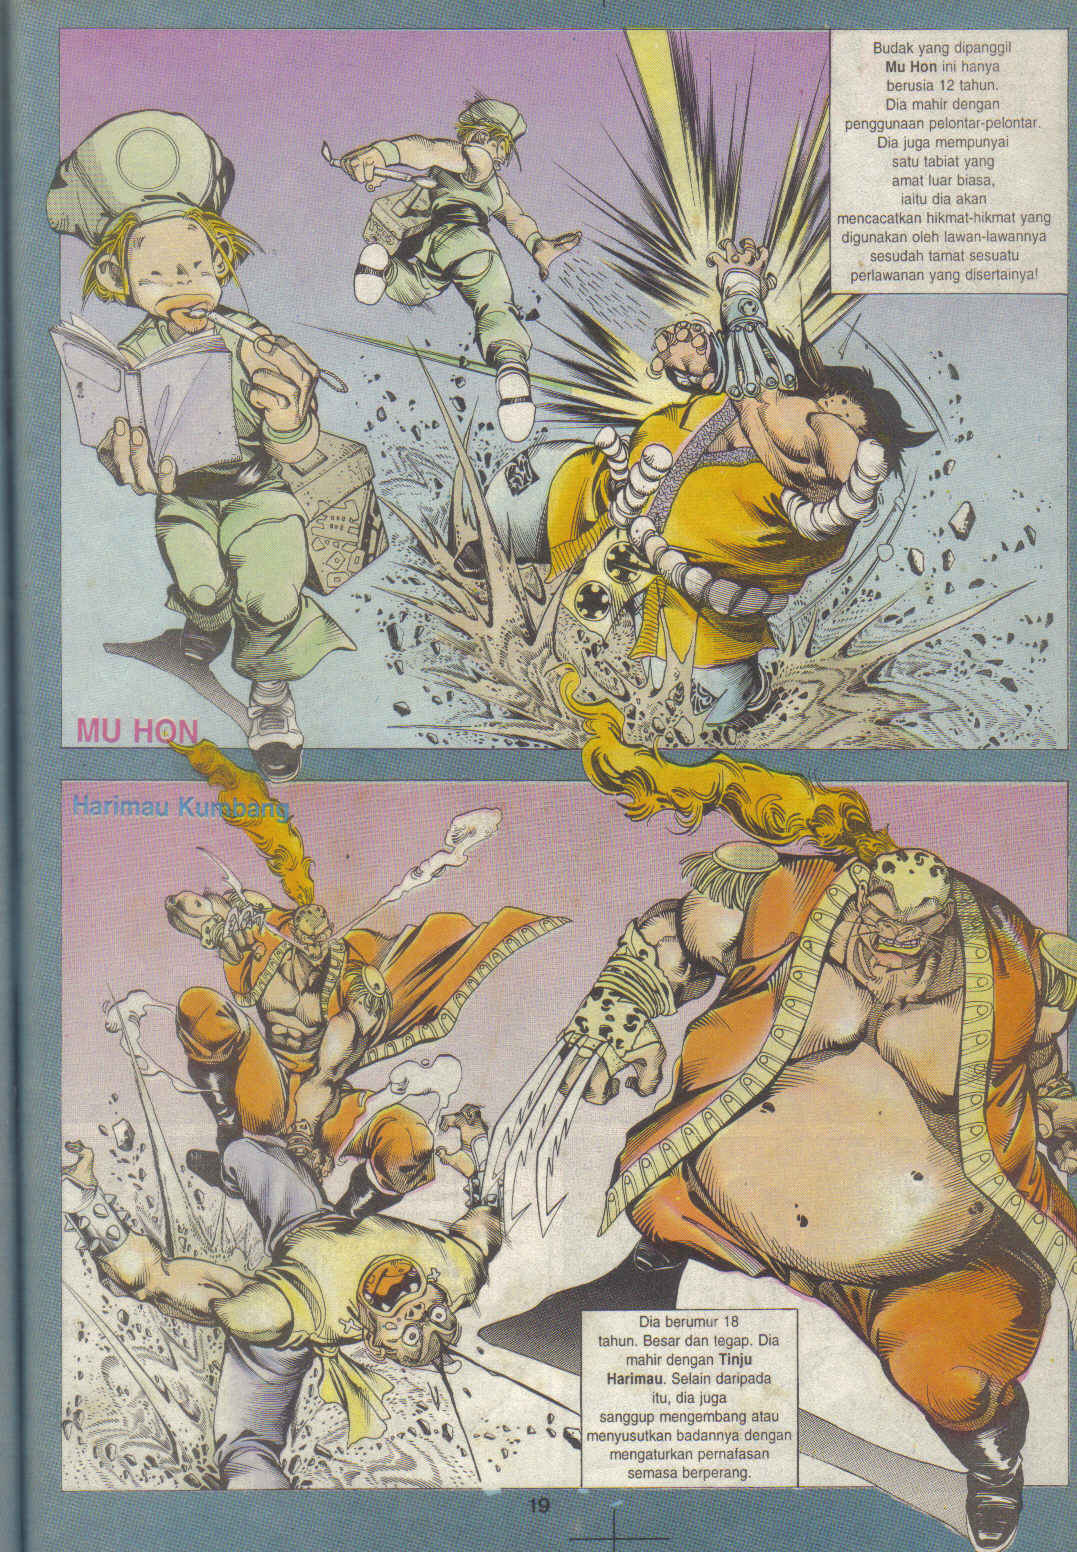 Budak yang dipanggil
Mu Hon ini hanya
berusia 12 tahun.
Dia mahir dengan
penggunaan pelontar-pelontar.
Dia juga mempunyai
satu tabiat yang
amat luar biasa,
iaitu dia akan
mencacatkan hikmat-hikmat yang
digunakan oleh lawan-lawannya
sesudah tamat sesuatu
perlawanan yang disertainya!
MU HON
Harimau Kumbang
Dia berumur 18
tahun. Besar dan tegap. Dia
mahir dengan Tinju
Harimau. Selain daripada
itu, dia juga
sanggup mengembang atau
menyusutkan badannya dengan
mengaturkan pernafasan
semasa berperang.
19